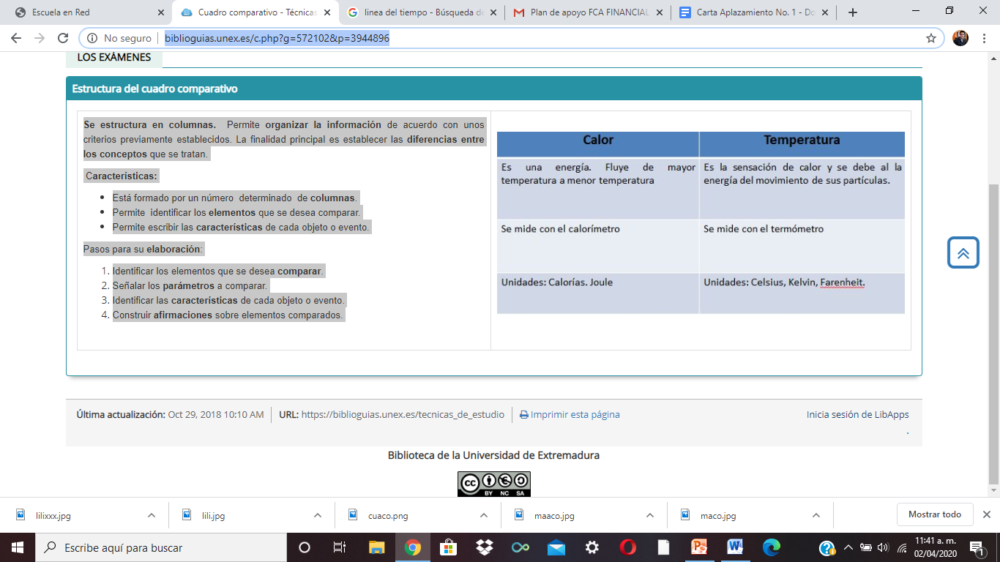 Escuela en Red
Cuadro comparativo - Técnicas
linea del tiempo - Búsqueda de
Plan de apoyo FCA FINANCIAL
Carta Aplazamiento No. 1 - Do
No seguro
biblioguias.unex.es/c.php?g=572102&p=3944896
LOS EXÁMENES
Estructura del cuadro comparativo
Se estructura en columnas. Permite organizar la información de acuerdo con unos
criterios previamente establecidos. La finalidad principal es establecer las diferencias entre
los conceptos que se tratan.
Características:
• Está formado por un número determinado de columnas.
• Permite identificar los elementos que se desea comparar.
• Permite escribir las características de cada objeto o evento.
Pasos para su elaboración:
1. Identificar los elementos que se desea comparar.
2. Señalar los parámetros a comparar.
3. Identificar las características de cada objeto o evento.
4. Construir afirmaciones sobre elementos comparados.
Calor
Temperatura
Es una energía. Fluye de mayor
temperatura a menor temperatura
Es la sensación de calor y se debe al la
energía del movimiento de sus partículas.
Se mide con el calorímetro
Se mide con el termómetro
Unidades: Calorías. Joule
Unidades: Celsius, Kelvin, Farenheit.
Última actualización: Oct 29, 2018 10:10 AM
URL: https://biblioguias.unex.es/tecnicas_de_estudio
Imprimir esta página
Inicia sesión de LibApps
.
Biblioteca de la Universidad de Extremadura
cc BY NC SA
lilixxx.jpg
lili.jpg
cuaco.png
maaco.jpg
maco.jpg
Mostrar todo
Escribe aquí para buscar
11:41 a. m.
02/04/2020
1